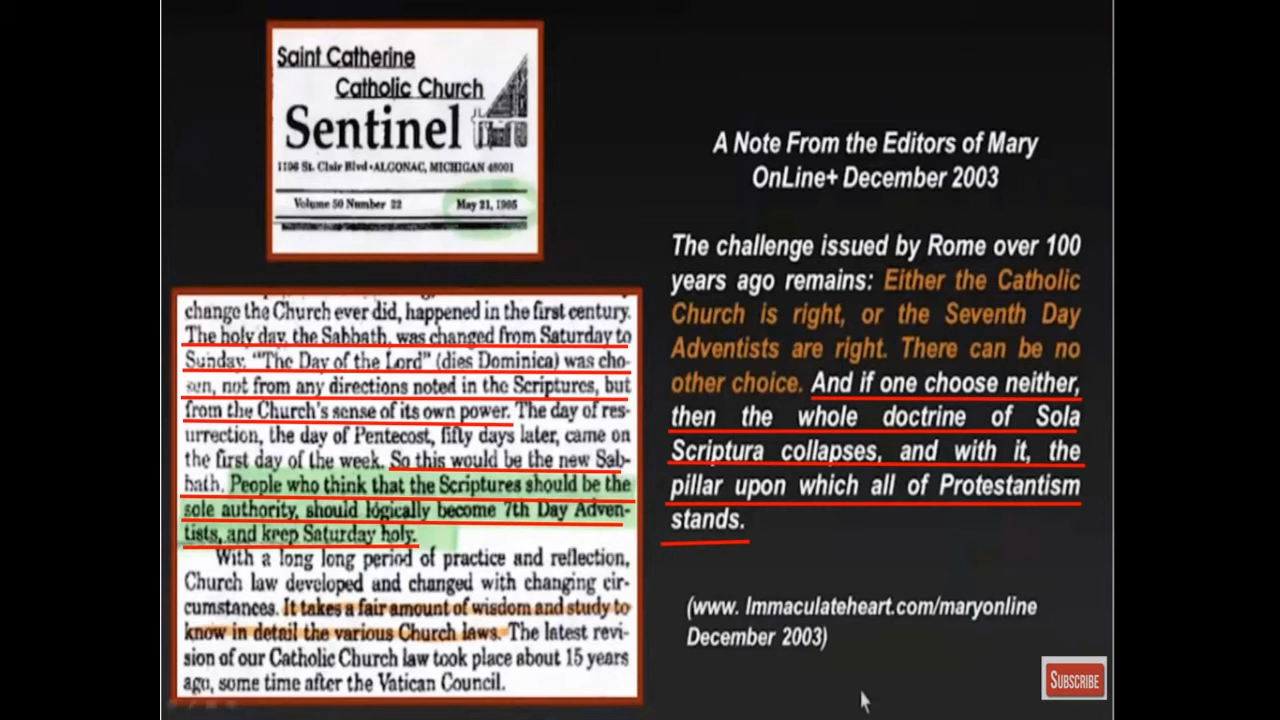 Saint Catherine
Catholic Church
Sentinel
1106 St. Clair Blvd•ALGONAC, MICHIGAN 48001
Volume 50 Number 22
May 21, 1995
change the Church ever did, happened in the first century.
The holy day, the Sabbath, was changed from Saturday to
Sunday. "The Day of the Lord" (dies Dominica) was cho-
sen, not from any directions noted in the Scriptures, but
from the Church's sense of its own power. The day of res-
urrection, the day of Pentecost, fifty days later, came on
the first day of the week. So this would be the new Sab-
bath. People who think that the Scriptures should be the
sole authority, should logically become 7th Day Adven-
tists, and keep Saturday holy.
With a long long period of practice and reflection,
Church law developed and changed with changing cir-
cumstances. It takes a fair amount of wisdom and study to
know in detail the various Church laws. The latest revi-
sion of our Catholic Church law took place about 15 years
ago, some time after the Vatican Council.
A Note From the Editors of Mary
OnLine+ December 2003
The challenge issued by Rome over 100
years ago remains: Either the Catholic
Church is right, or the Seventh Day
Adventists are right. There can be no
other choice. And if one choose neither,
then the whole doctrine of Sola
Scriptura collapses, and with it, the
pillar upon which all of Protestantism
stands.
(www. Immaculateheart.com/maryonline
December 2003)
SUBSCRIBE